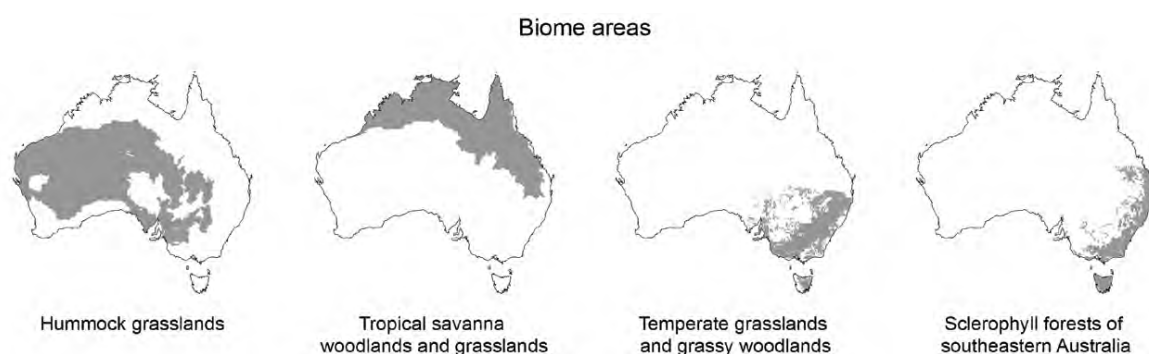 Biome areas
Hummock grasslands
Tropical savanna
woodlands and grasslands
Temperate grasslands
and grassy woodlands
Sclerophyll forests of
southeastern Australia